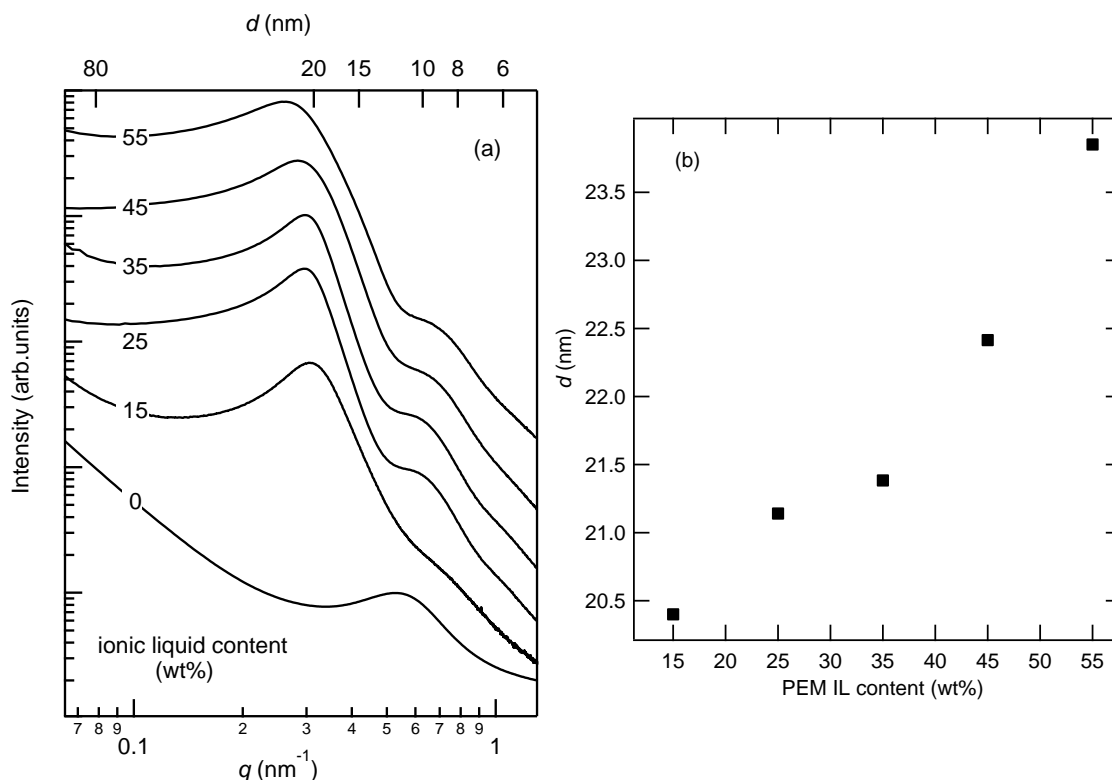 d (nm)
80 20 15 10 8 6
(a)
55
45
35
25
15
0
ionic liquid content
(wt%)
Intensity (arb.units)
7 8 9 2 3 4 5 6 7 8 9
0.1 1
q (nm-1)
(b)
23.5
23.0
22.5
22.0
21.5
21.0
20.5
d (nm)
15 20 25 30 35 40 45 50 55
PEM IL content (wt%)